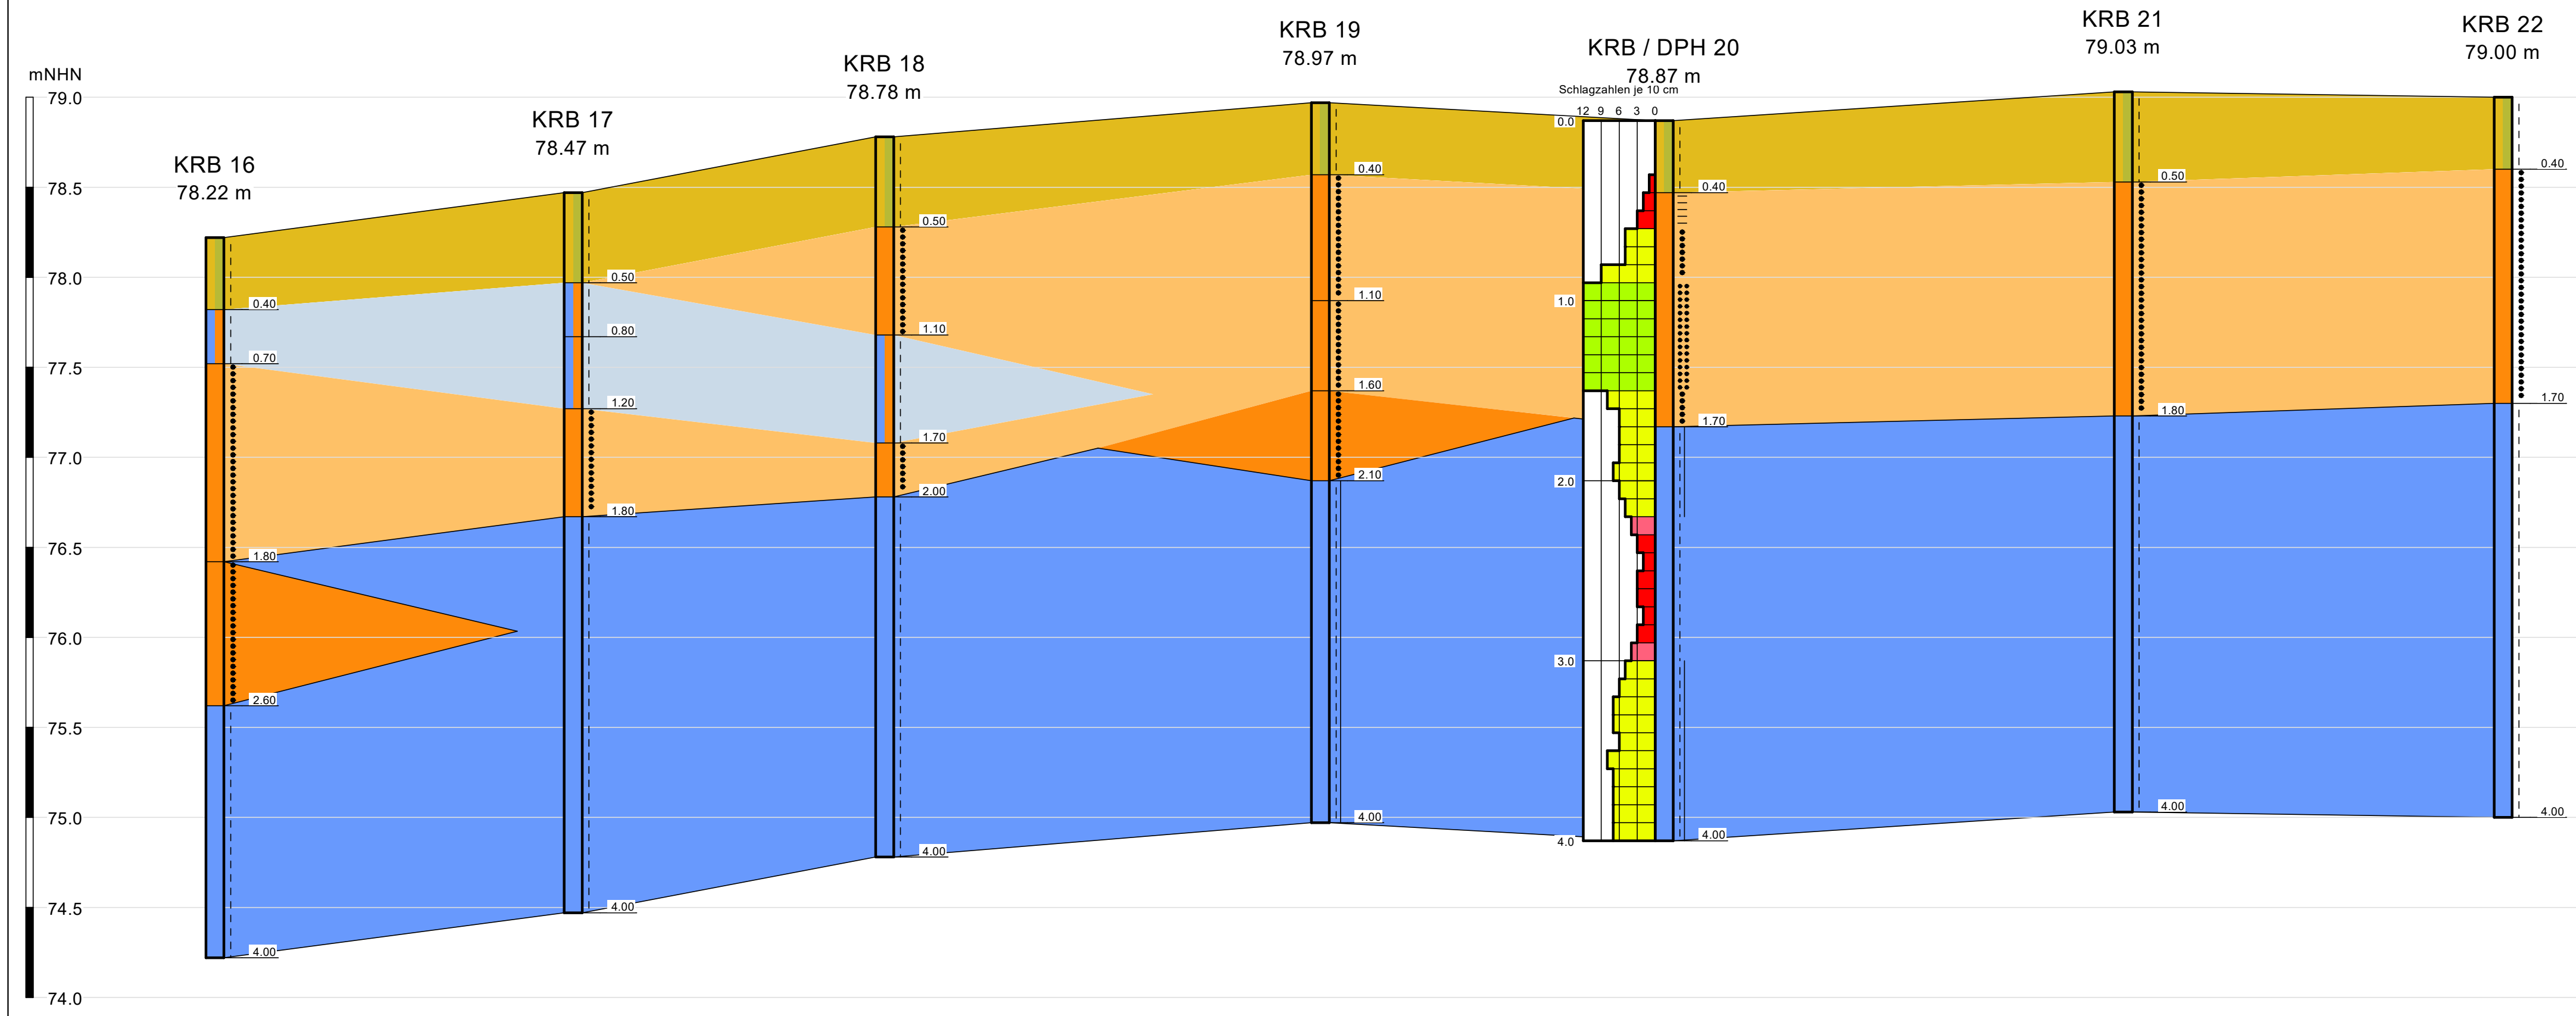 mNHN
79.0
78.5
78.0
77.5
77.0
76.5
76.0
75.5
75.0
74.5
74.0
KRB 16
78.22 m
0.40
0.70
1.80
2.60
4.00
KRB 17
78.47 m
0.50
0.80
1.20
1.80
4.00
KRB 18
78.78 m
0.50
1.10
1.70
2.00
4.00
KRB 19
78.97 m
0.40
1.10
1.60
2.10
4.00
KRB / DPH 20
78.87 m
Schlagzahlen je 10 cm
12 9 6 3 0
0.0
1.0
2.0
3.0
4.0
0.40
1.70
4.00
KRB 21
79.03 m
0.50
1.80
4.00
KRB 22
79.00 m
0.40
1.70
4.00